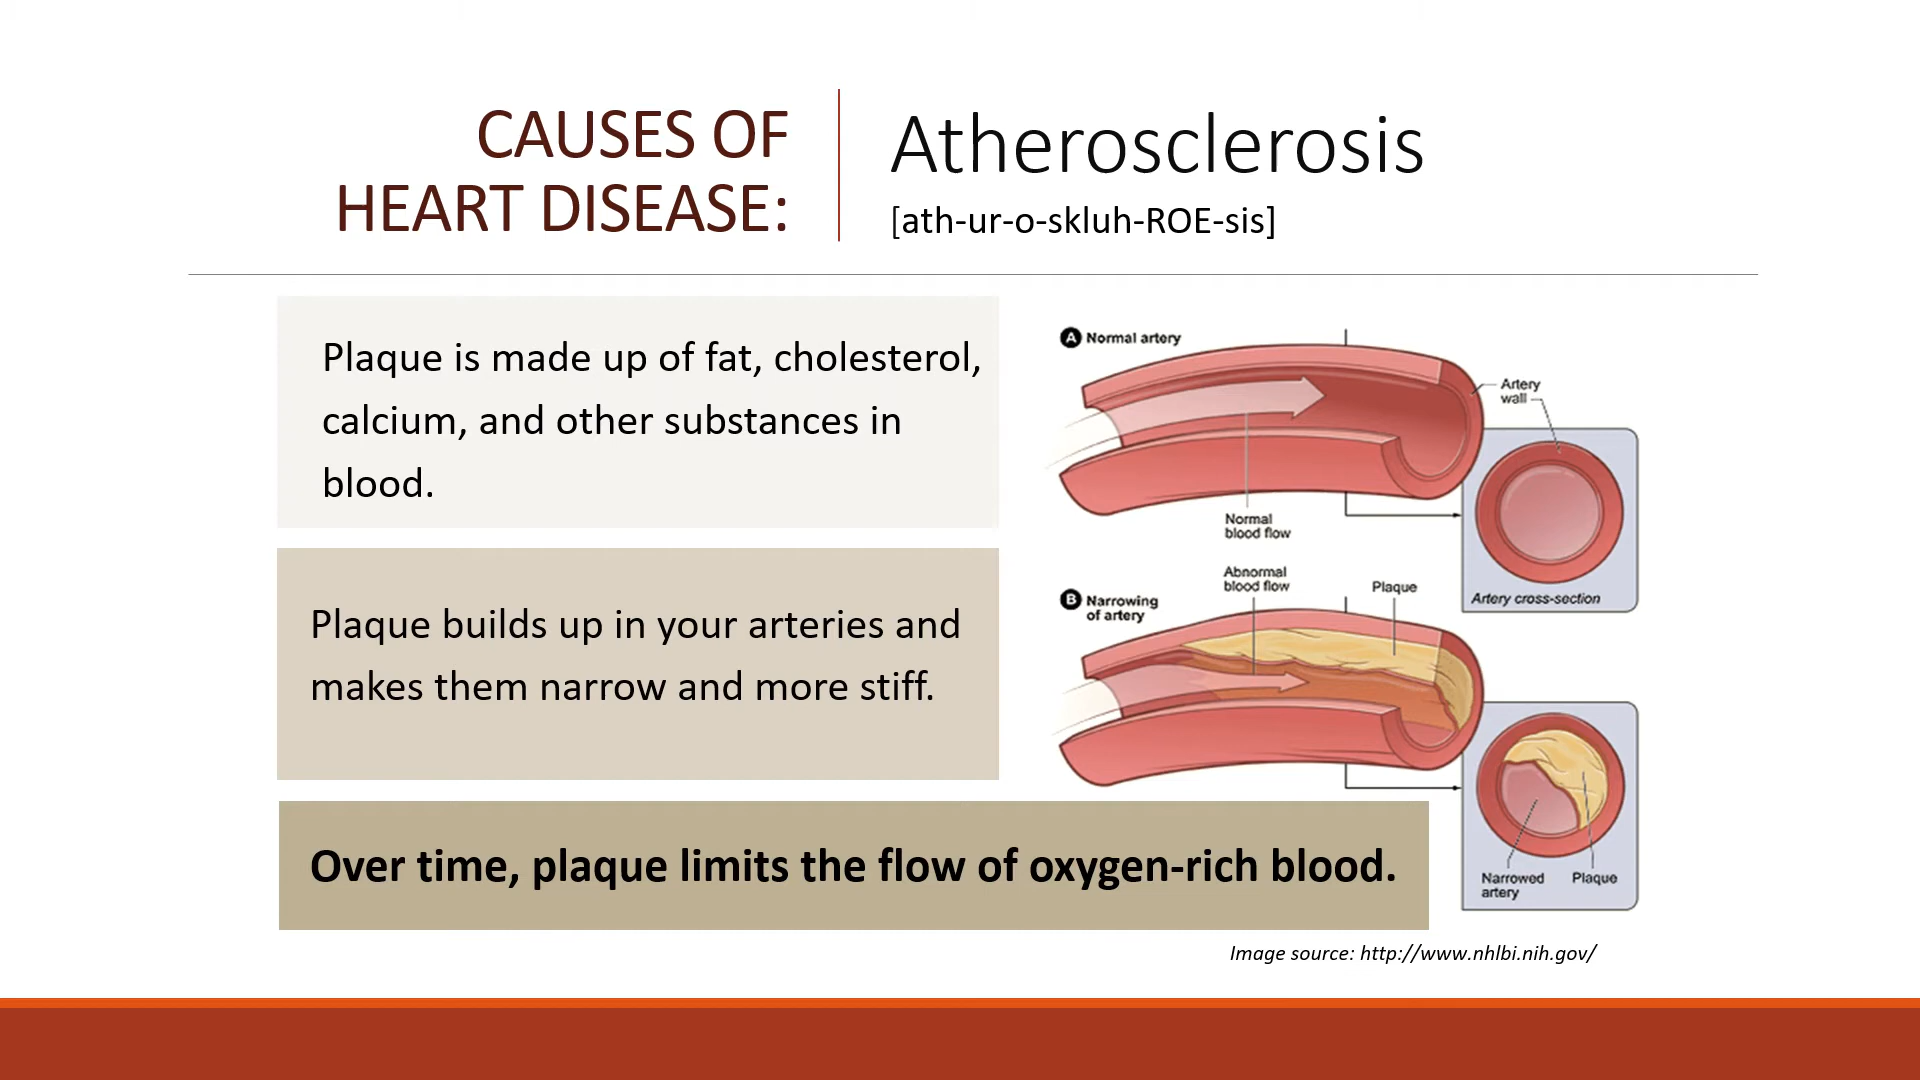 CAUSES OF
HEART DISEASE:
Atherosclerosis
[ath-ur-o-skluh-ROE-sis]
Plaque is made up of fat, cholesterol,
calcium, and other substances in
blood.
Plaque builds up in your arteries and
makes them narrow and more stiff.
Over time, plaque limits the flow of oxygen-rich blood.
A Normal artery
Artery
wall
Normal
blood flow
Artery cross-section
Abnormal
blood flow
Plaque
B Narrowing
of artery
Narrowed
artery
Plaque
Image source: http://www.nhlbi.nih.gov/